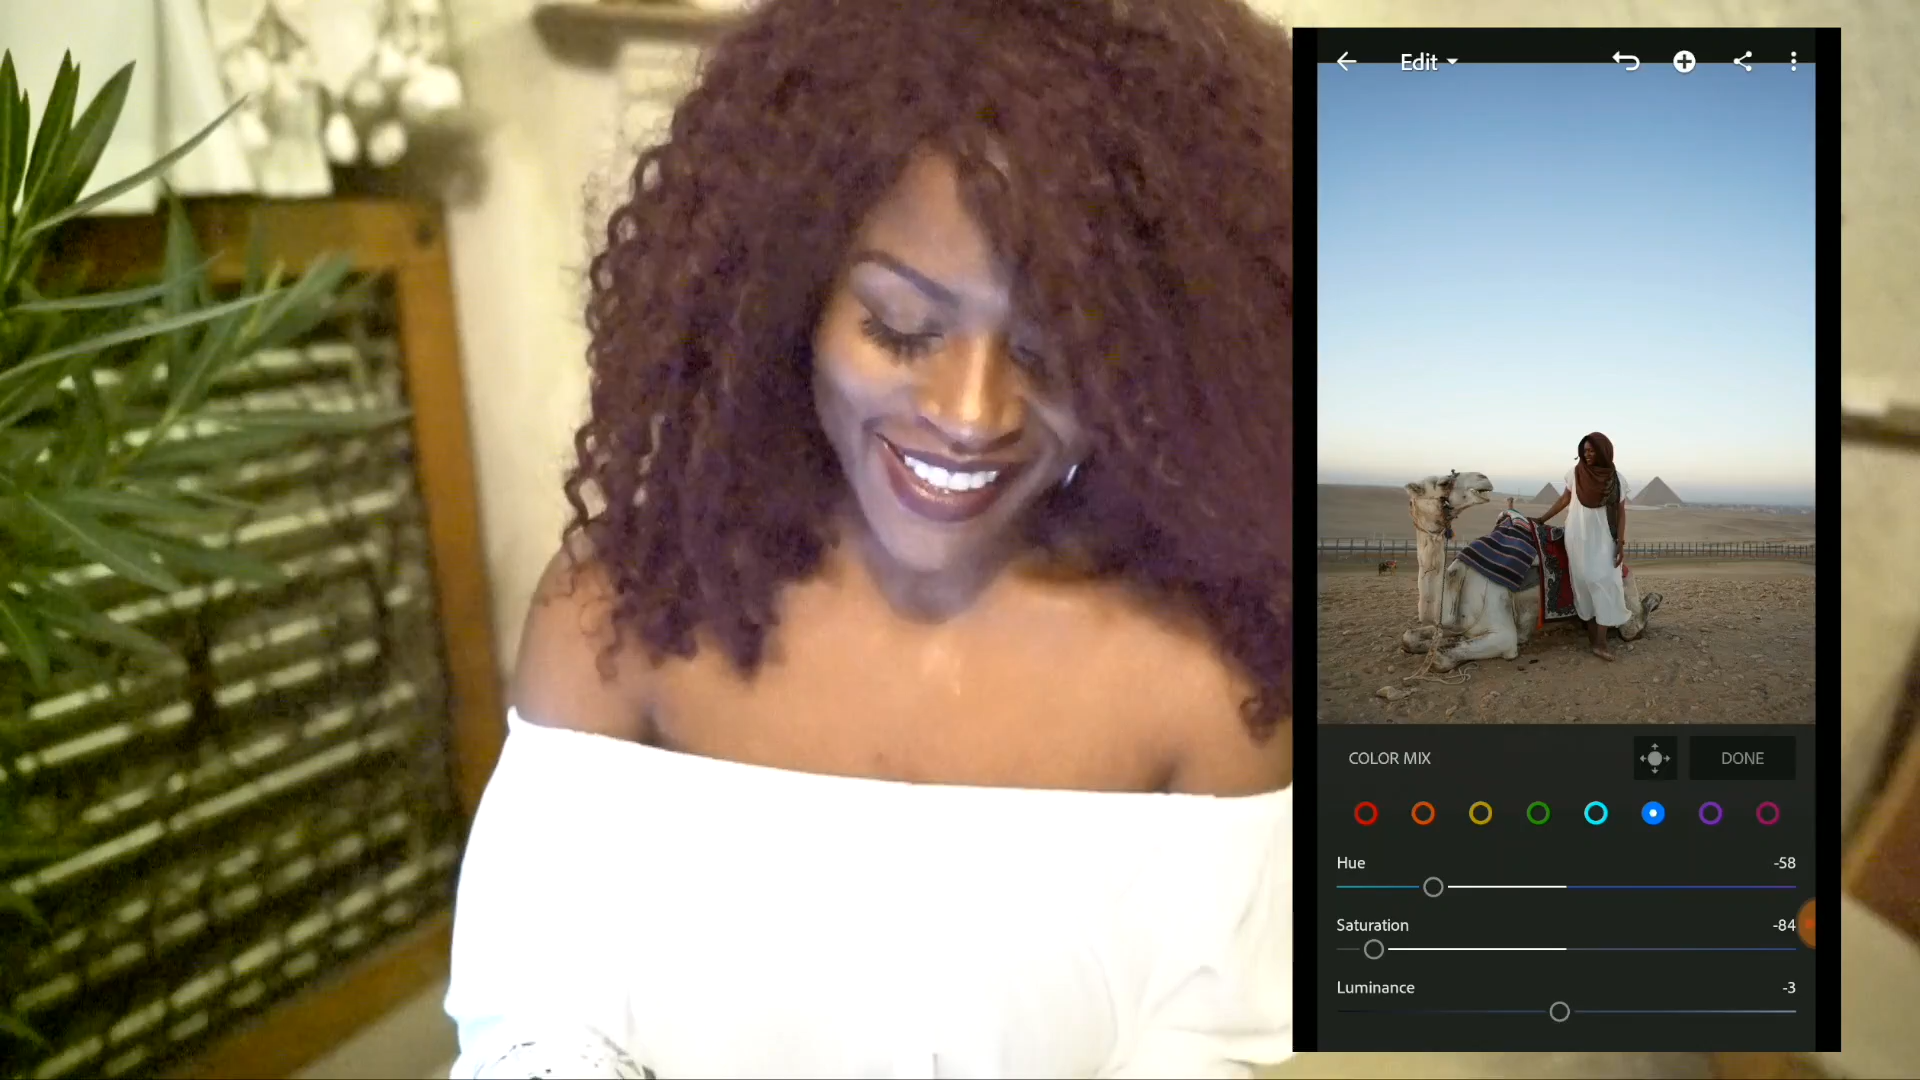 Edit
COLOR MIX
DONE
Hue -58
Saturation -84
Luminance -3